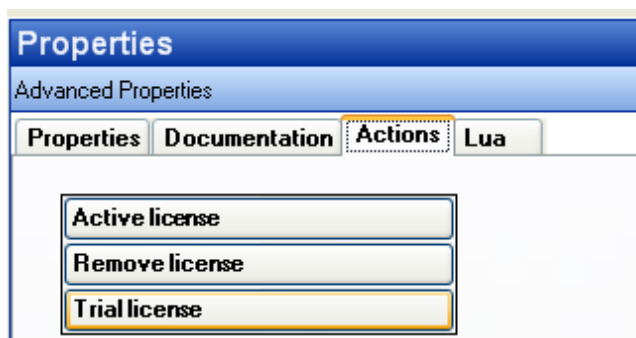 Properties
Advanced Properties
Properties Documentation Actions Lua
Active license
Remove license
Trial license